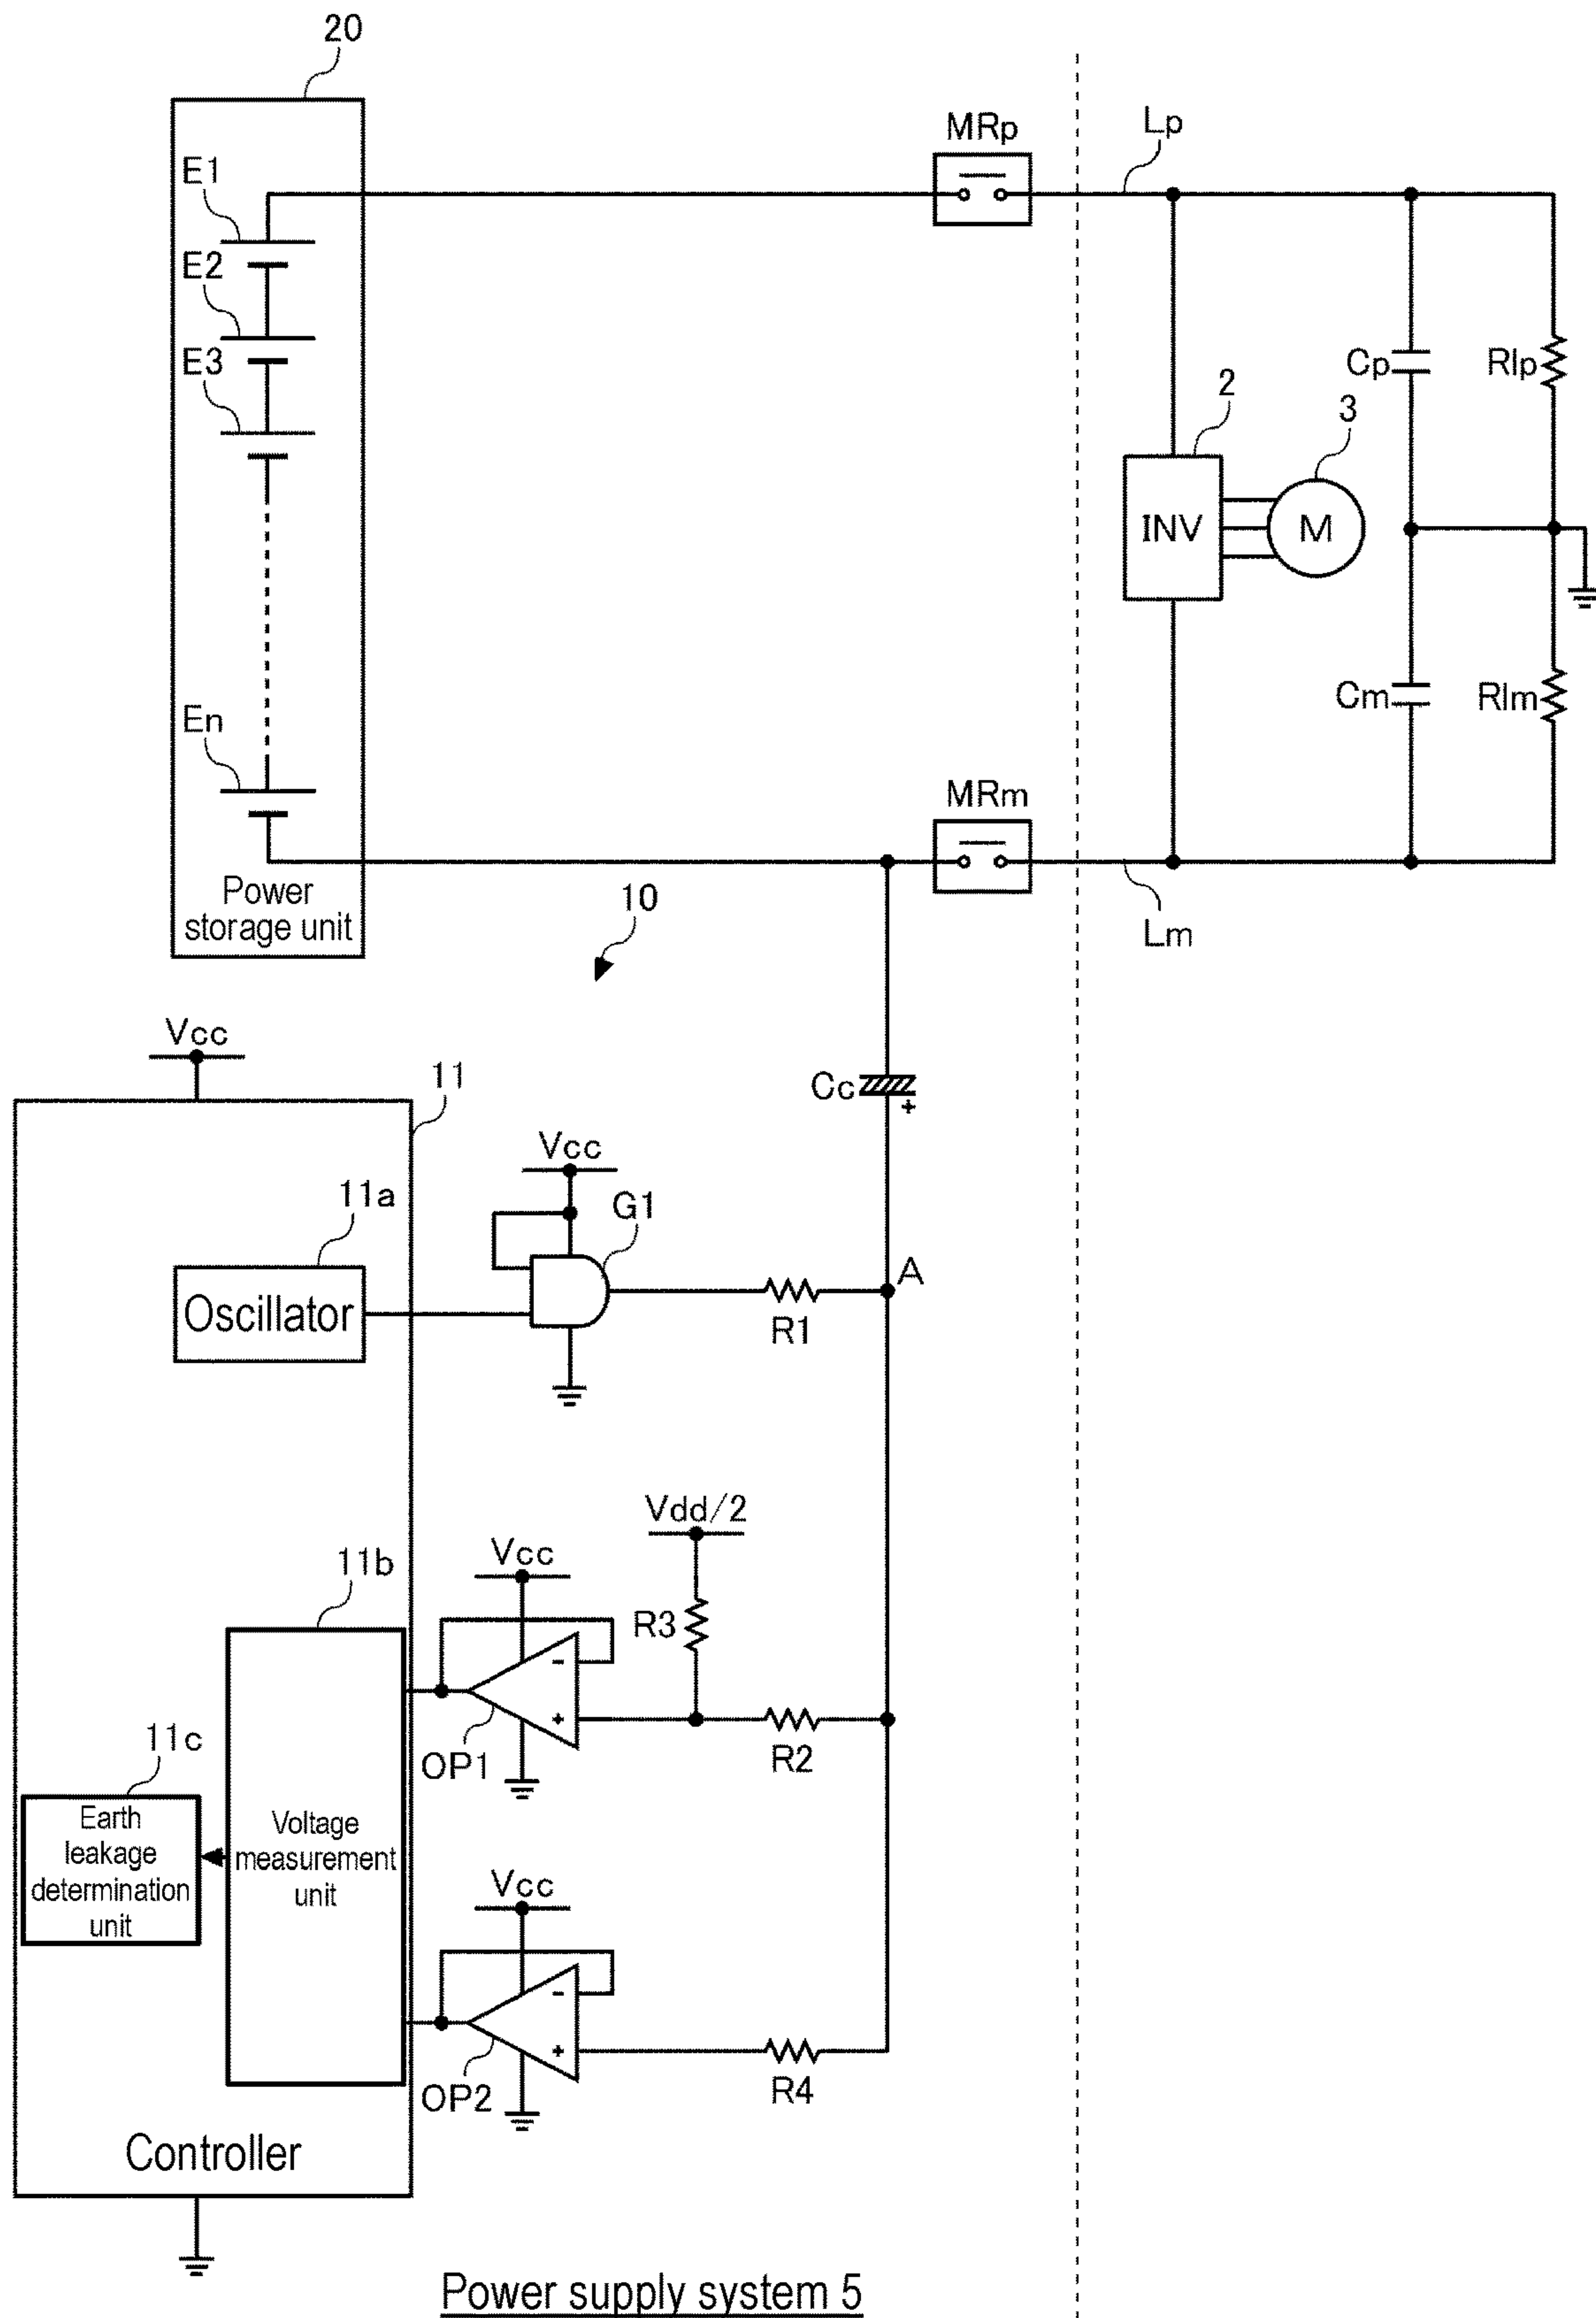 20
E1
E2
E3
En
Power
storage unit
MRp
Lp
2
3
INV
M
Cp
Rlp
Cm
Rlm
MRm
Lm
10
Vcc
11
Cc
+
11a
Oscillator
Vcc
G1
R1
A
Vdd/2
R3
Vcc
11b
-
+
OP1
R2
11c
Earth
leakage
determination
unit
Voltage
measurement
unit
Vcc
-
+
OP2
R4
Controller
Power supply system 5